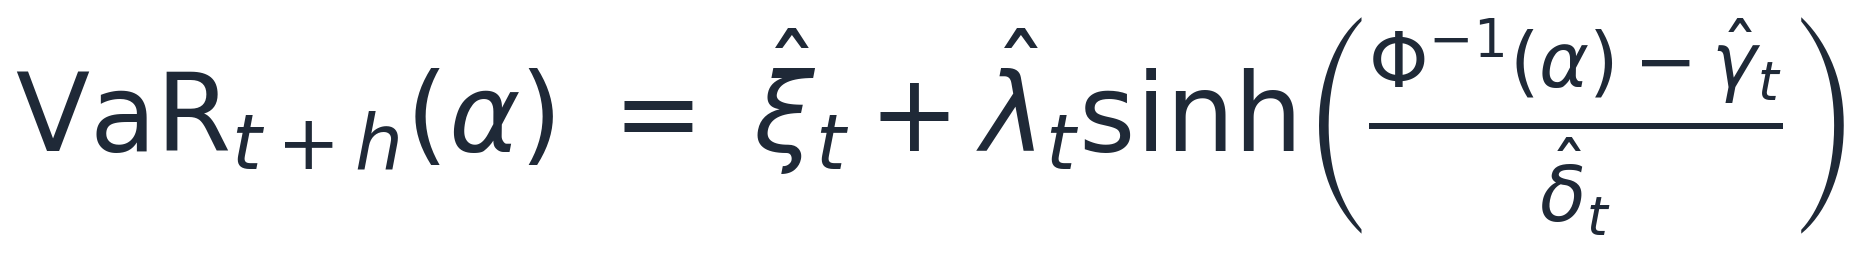 VaR_{t+h}(α) = ξ̂_t + λ̂_t sinh((Φ^{-1}(α) − γ̂_t) / δ̂_t)